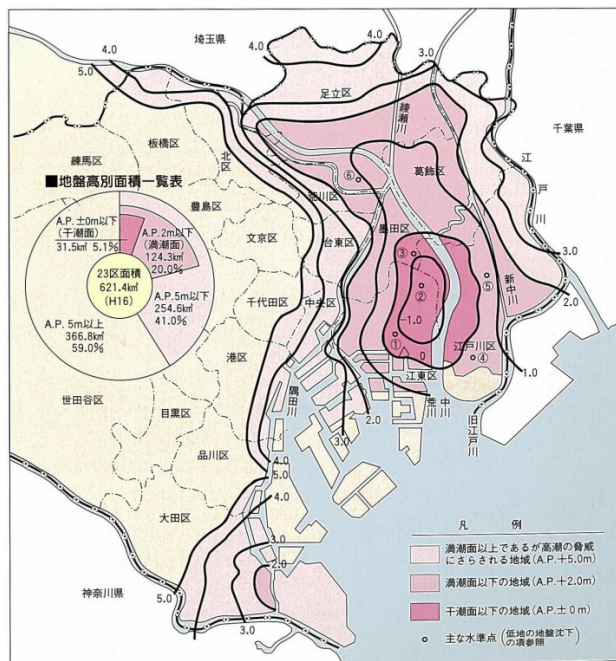 埼玉県
千葉県
神奈川県
足立区
綾瀬川
葛飾区
江戸川
板橋区
練馬区
北区
豊島区
荒川区
文京区
台東区
墨田区
千代田区
中央区
新中川
江戸川区
江東区
港区
世田谷区
目黒区
品川区
大田区
隅田川
荒川
中川
旧江戸川
5.0
4.0
4.0
4.0
3.0
3.0
2.0
1.0
0
-1.0
2.0
3.0
4.0
5.0
4.0
3.0
2.0
5.0
3.0
①
②
③
④
⑤
⑥
■地盤高別面積一覧表
A.P.±0m以下
(干潮面)
31.5㎢ 5.1%
A.P.2m以下
(満潮面)
124.3㎢
20.0%
23区面積
621.4㎢
(H16)
A.P.5m以下
254.6㎢
41.0%
A.P.5m以上
366.8㎢
59.0%
凡例
満潮面以上であるが高潮の脅威
にさらされる地域(A.P.+5.0m)
満潮面以下の地域(A.P.+2.0m)
干潮面以下の地域(A.P.±0m)
主な水準点(低地の地盤沈下
の項参照)